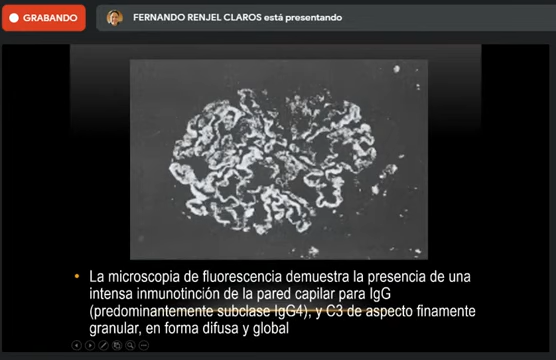 GRABANDO
FERNANDO RENJEL CLAROS está presentando
• La microscopia de fluorescencia demuestra la presencia de una
intensa inmunotinción de la pared capilar para IgG
(predominantemente subclase IgG4), y C3 de aspecto finamente
granular, en forma difusa y global